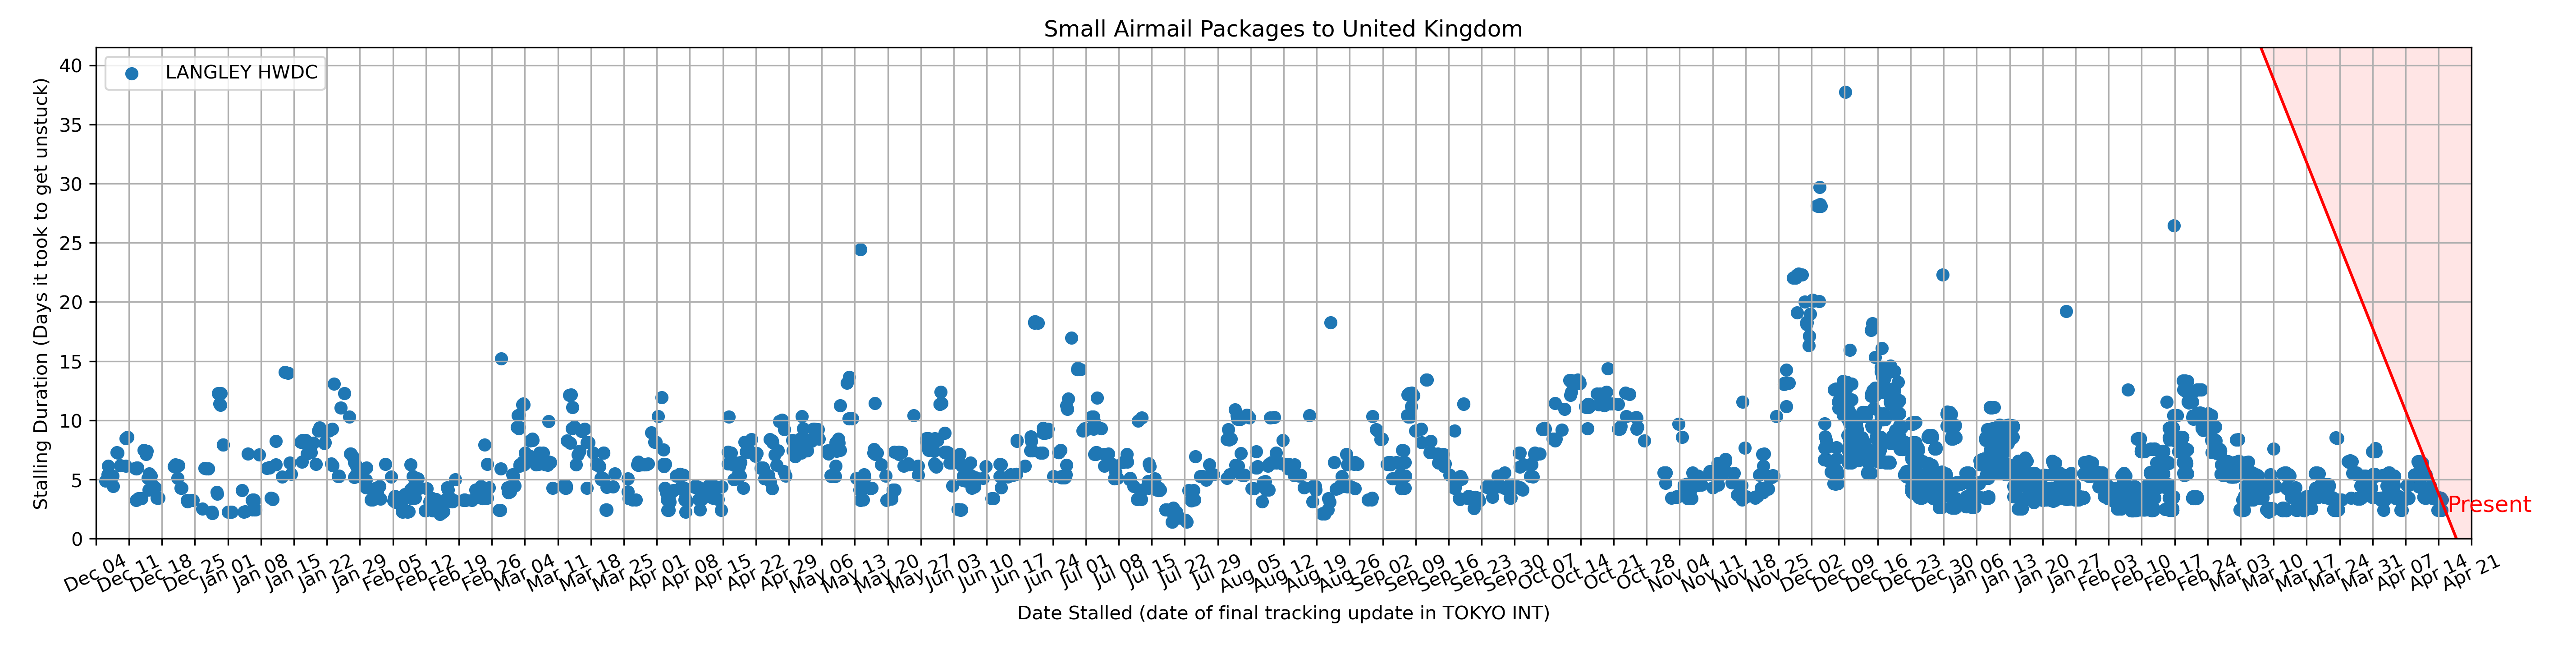 Small Airmail Packages to United Kingdom
LANGLEY HWDC
Stalling Duration (Days it took to get unstuck)
40
35
30
25
20
15
10
5
0
Present
Dec 04 Dec 11 Dec 18 Dec 25 Jan 01 Jan 08 Jan 15 Jan 22 Jan 29 Feb 05 Feb 12 Feb 19 Feb 26 Mar 04 Mar 11 Mar 18 Mar 25 Apr 01 Apr 08 Apr 15 Apr 22 Apr 29 May 06 May 13 May 20 May 27 Jun 03 Jun 10 Jun 17 Jun 24 Jul 01 Jul 08 Jul 15 Jul 22 Jul 29 Aug 05 Aug 12 Aug 19 Aug 26 Sep 02 Sep 09 Sep 16 Sep 23 Sep 30 Oct 07 Oct 14 Oct 21 Oct 28 Nov 04 Nov 11 Nov 18 Nov 25 Dec 02 Dec 09 Dec 16 Dec 23 Dec 30 Jan 06 Jan 13 Jan 20 Jan 27 Feb 03 Feb 10 Feb 17 Feb 24 Mar 03 Mar 10 Mar 17 Mar 24 Mar 31 Apr 07 Apr 14 Apr 21
Date Stalled (date of final tracking update in TOKYO INT)